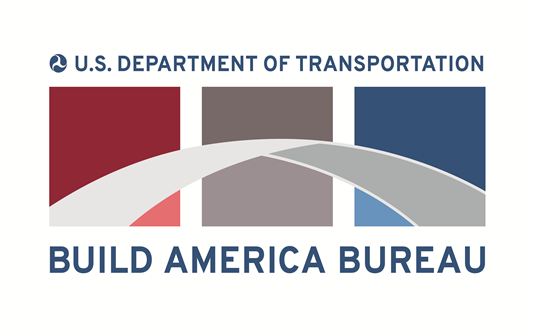 U.S. DEPARTMENT OF TRANSPORTATION
BUILD AMERICA BUREAU